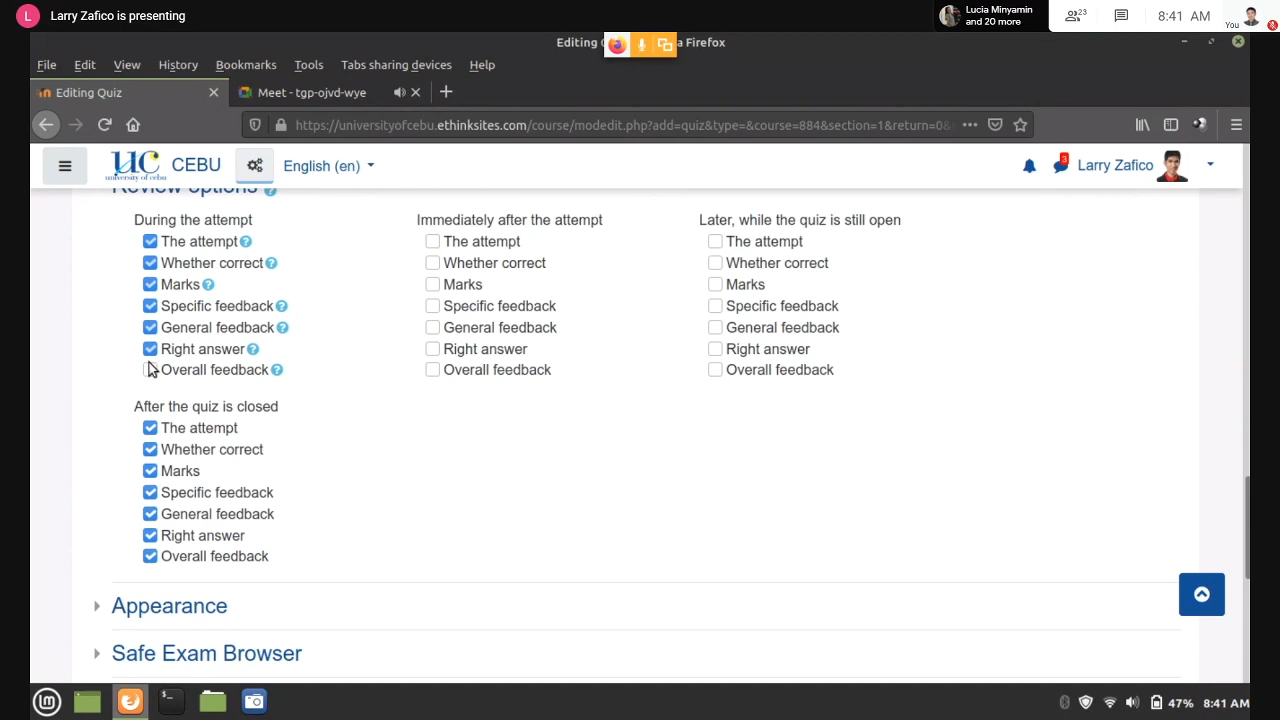 L Larry Zafico is presenting
Lucia Minyamin
and 20 more
23
8:41 AM
You
Editing
a Firefox
File Edit View History Bookmarks Tools Tabs sharing devices Help
Editing Quiz
Meet - tgp-ojvd-wye
https://universityofcebu.ethinksites.com/course/modedit.php?add=quiz&type=&course=884&section=1&return=0&
UC
university of cebu
CEBU
English (en)
3
Larry Zafico
Review options
During the attempt
The attempt
Whether correct
Marks
Specific feedback
General feedback
Right answer
Overall feedback
Immediately after the attempt
The attempt
Whether correct
Marks
Specific feedback
General feedback
Right answer
Overall feedback
Later, while the quiz is still open
The attempt
Whether correct
Marks
Specific feedback
General feedback
Right answer
Overall feedback
After the quiz is closed
The attempt
Whether correct
Marks
Specific feedback
General feedback
Right answer
Overall feedback
Appearance
Safe Exam Browser
47% 8:41 AM